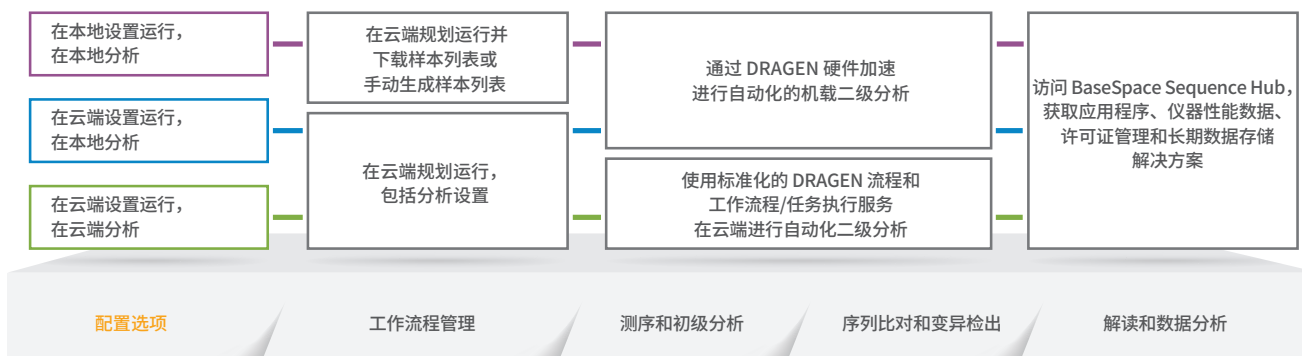 在本地设置运行，
在本地分析
在云端设置运行，
在本地分析
在云端设置运行，
在云端分析
在云端规划运行并
下载样本列表或
手动生成样本列表
在云端规划运行，
包括分析设置
通过 DRAGEN 硬件加速
进行自动化的机载二级分析
使用标准化的 DRAGEN 流程和
工作流程/任务执行服务
在云端进行自动化二级分析
访问 BaseSpace Sequence Hub，
获取应用程序、仪器性能数据、
许可证管理和长期数据存储
解决方案
配置选项
工作流程管理
测序和初级分析
序列比对和变异检出
解读和数据分析